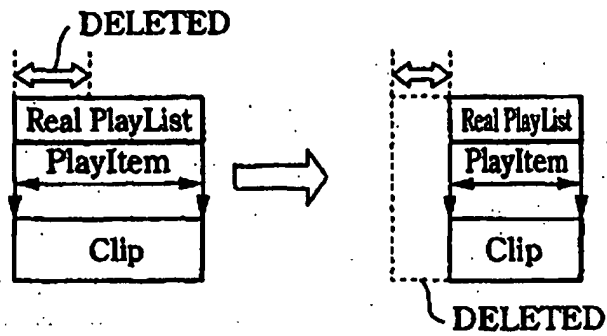 DELETED
Real PlayList
PlayItem
Clip
Real PlayList
PlayItem
Clip
DELETED